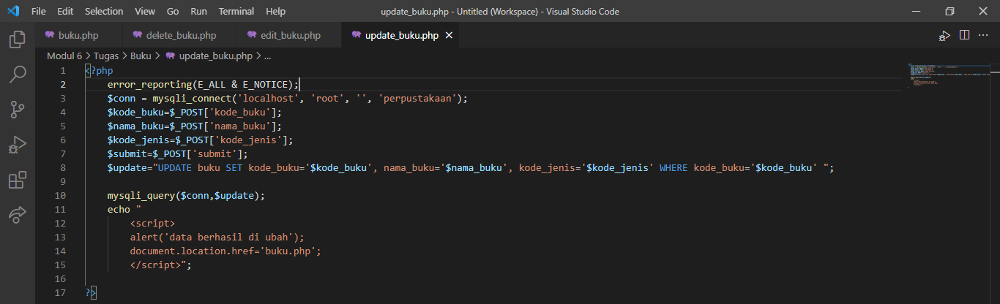 File Edit Selection View Go Run Terminal Help update_buku.php - Untitled (Workspace) - Visual Studio Code
buku.php delete_buku.php edit_buku.php update_buku.php
Modul 6 > Tugas > Buku > update_buku.php > ...
1 <?php
2 error_reporting(E_ALL & E_NOTICE);
3 $conn = mysqli_connect('localhost', 'root', '', 'perpustakaan');
4 $kode_buku=$_POST['kode_buku'];
5 $nama_buku=$_POST['nama_buku'];
6 $kode_jenis=$_POST['kode_jenis'];
7 $submit=$_POST['submit'];
8 $update="UPDATE buku SET kode_buku='$kode_buku', nama_buku='$nama_buku', kode_jenis='$kode_jenis' WHERE kode_buku='$kode_buku' ";
9
10 mysqli_query($conn,$update);
11 echo "
12 <script>
13 alert('data berhasil di ubah');
14 document.location.href='buku.php';
15 </script>";
16
17 ?>